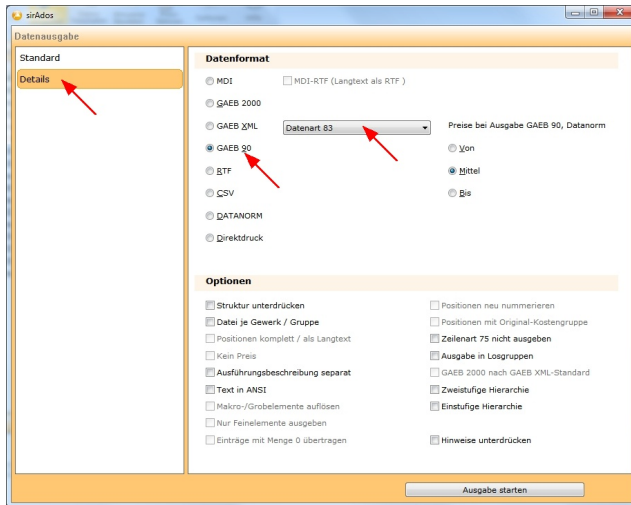 sirAdos
Datenausgabe
Standard
Details
Datenformat
MDI
MDI-RTF (Langtext als RTF )
GAEB 2000
GAEB XML
Datenart 83
Preise bei Ausgabe GAEB 90, Datanorm
GAEB 90
Von
RTF
Mittel
CSV
Bis
DATANORM
Direktdruck
Optionen
Struktur unterdrücken
Positionen neu nummerieren
Datei je Gewerk / Gruppe
Positionen mit Original-Kostengruppe
Positionen komplett / als Langtext
Zeilenart 75 nicht ausgeben
Kein Preis
Ausgabe in Losgruppen
Ausführungsbeschreibung separat
GAEB 2000 nach GAEB XML-Standard
Text in ANSI
Zweistufige Hierarchie
Makro-/Grobelemente auflösen
Einstufige Hierarchie
Nur Feinelemente ausgeben
Einträge mit Menge 0 übertragen
Hinweise unterdrücken
Ausgabe starten